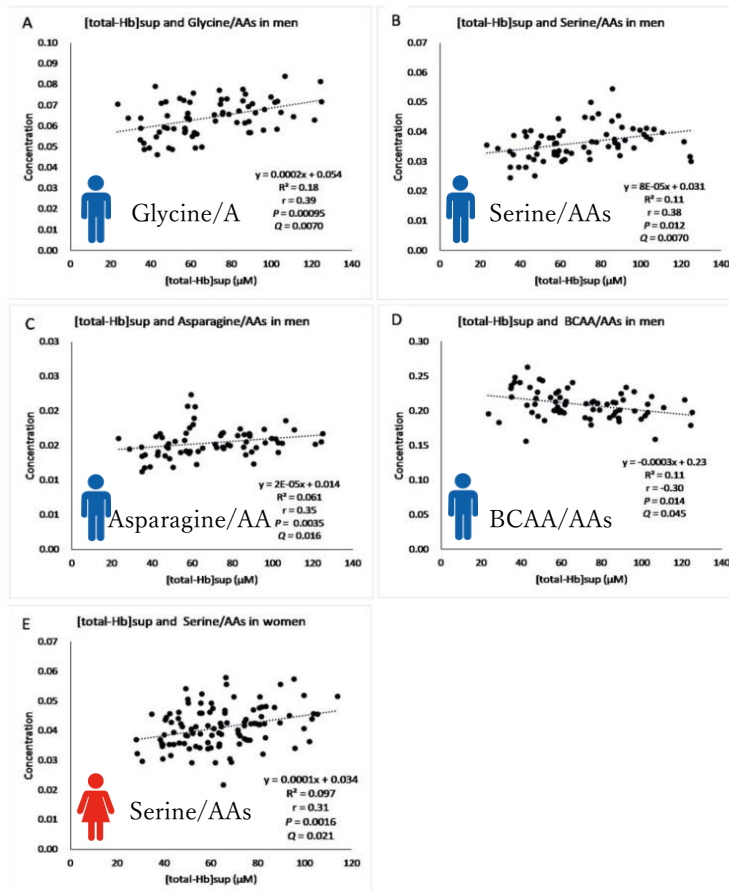 A
[total-Hb]sup and Glycine/AAs in men
0.10
0.09
0.08
0.07
0.06
0.05
0.04
0.03
0.02
0.01
0.00
Concentration
y = 0.0002x + 0.054
R² = 0.18
r = 0.39
P = 0.00095
Q = 0.0070
Glycine/A
0 20 40 60 80 100 120 140
[total-Hb]sup (μM)
B
[total-Hb]sup and Serine/AAs in men
0.07
0.06
0.05
0.04
0.03
0.02
0.01
0.00
Concentration
y = 8E-05x + 0.031
R² = 0.11
r = 0.38
P = 0.012
Q = 0.0070
Serine/AAs
0 20 40 60 80 100 120 140
[total-Hb]sup (μM)
C
[total-Hb]sup and Asparagine/AAs in men
0.03
0.03
0.02
0.02
0.01
0.01
0.00
Concentration
y = 2E-05x + 0.014
R² = 0.061
r = 0.35
P = 0.0035
Q = 0.016
Asparagine/AA
0 20 40 60 80 100 120 140
[total-Hb]sup (μM)
D
[total-Hb]sup and BCAA/AAs in men
0.30
0.25
0.20
0.15
0.10
0.05
0.00
Concentration
y = -0.0003x + 0.23
R² = 0.11
r = -0.30
P = 0.014
Q = 0.045
BCAA/AAs
0 20 40 60 80 100 120 140
[total-Hb]sup (μM)
E
[total-Hb]sup and Serine/AAs in women
0.07
0.06
0.05
0.04
0.03
0.02
0.01
0.00
Concentration
y = 0.0001x + 0.034
R² = 0.097
r = 0.31
P = 0.0016
Q = 0.021
Serine/AAs
0 20 40 60 80 100 120
[total-Hb]sup (μM)